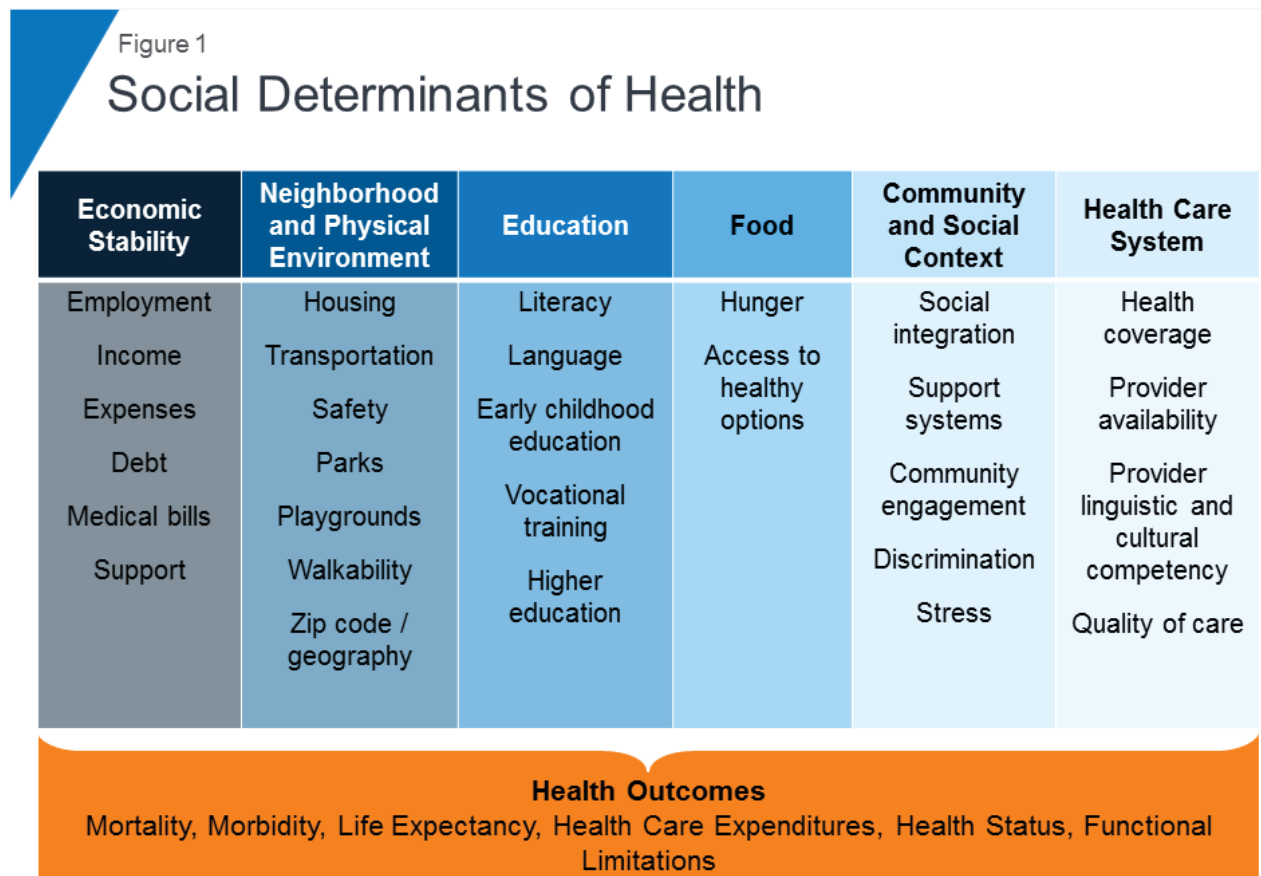 Figure 1
Social Determinants of Health
Economic
Stability
Neighborhood
and Physical
Environment
Education
Food
Community
and Social
Context
Health Care
System
Employment
Income
Expenses
Debt
Medical bills
Support
Housing
Transportation
Safety
Parks
Playgrounds
Walkability
Zip code /
geography
Literacy
Language
Early childhood
education
Vocational
training
Higher
education
Hunger
Access to
healthy
options
Social
integration
Support
systems
Community
engagement
Discrimination
Stress
Health
coverage
Provider
availability
Provider
linguistic and
cultural
competency
Quality of care
Health Outcomes
Mortality, Morbidity, Life Expectancy, Health Care Expenditures, Health Status, Functional
Limitations